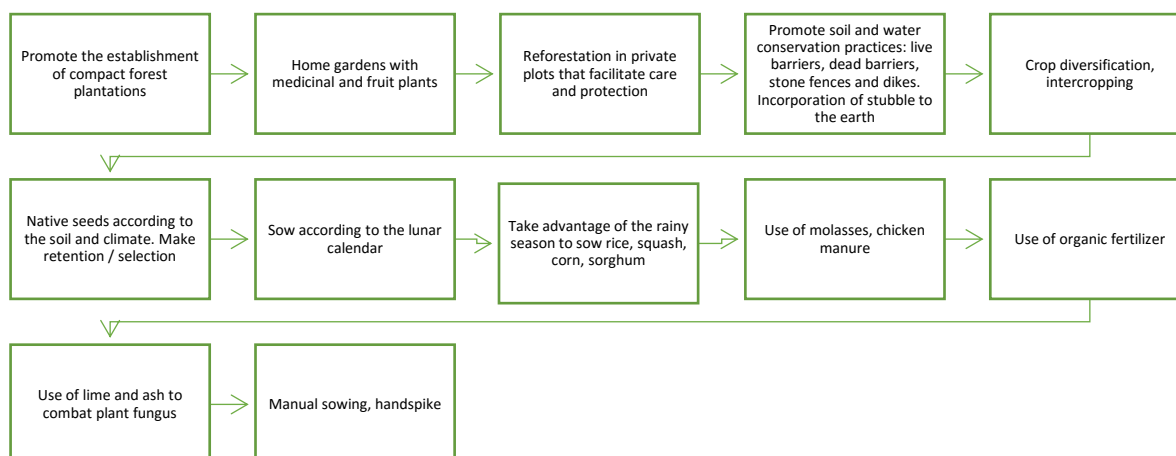 Promote the establishment
of compact forest
plantations
Home gardens with
medicinal and fruit plants
Reforestation in private
plots that facilitate care
and protection
Promote soil and water
conservation practices: live
barriers, dead barriers,
stone fences and dikes.
Incorporation of stubble to
the earth
Crop diversification,
intercropping
Native seeds according to
the soil and climate. Make
retention / selection
Sow according to the lunar
calendar
Take advantage of the rainy
season to sow rice, squash,
corn, sorghum
Use of molasses, chicken
manure
Use of organic fertilizer
Use of lime and ash to
combat plant fungus
Manual sowing, handspike